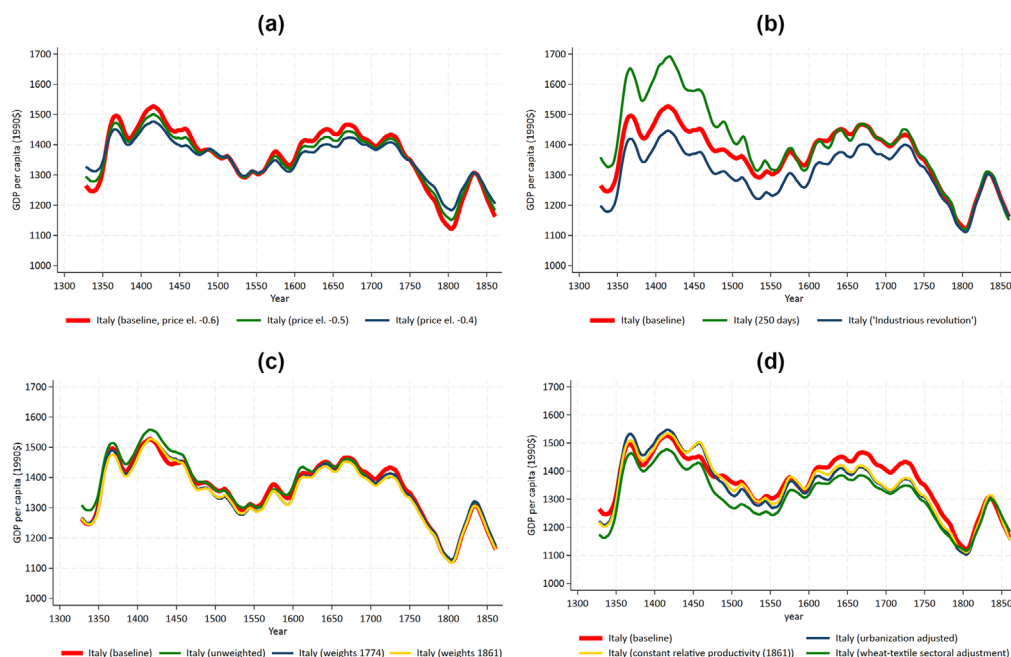 (a)
GDP per capita (1990$)
1700
1600
1500
1400
1300
1200
1100
1000
1300 1350 1400 1450 1500 1550 1600 1650 1700 1750 1800 1850
Year
Italy (baseline, price el. -0.6) Italy (price el. -0.5) Italy (price el. -0.4)
(b)
GDP per capita (1990$)
1700
1600
1500
1400
1300
1200
1100
1000
1300 1350 1400 1450 1500 1550 1600 1650 1700 1750 1800 1850
Year
Italy (baseline) Italy (250 days) Italy ('Industrious revolution')
(c)
GDP per capita (1990$)
1700
1600
1500
1400
1300
1200
1100
1000
1300 1350 1400 1450 1500 1550 1600 1650 1700 1750 1800 1850
Year
Italy (baseline) Italy (unweighted) Italy (weights 1774) Italy (weights 1861)
(d)
GDP per capita (1990$)
1700
1600
1500
1400
1300
1200
1100
1000
1300 1350 1400 1450 1500 1550 1600 1650 1700 1750 1800 1850
year
Italy (baseline) Italy (urbanization adjusted)
Italy (constant relative productivity (1861)) Italy (wheat-textile sectoral adjustment)